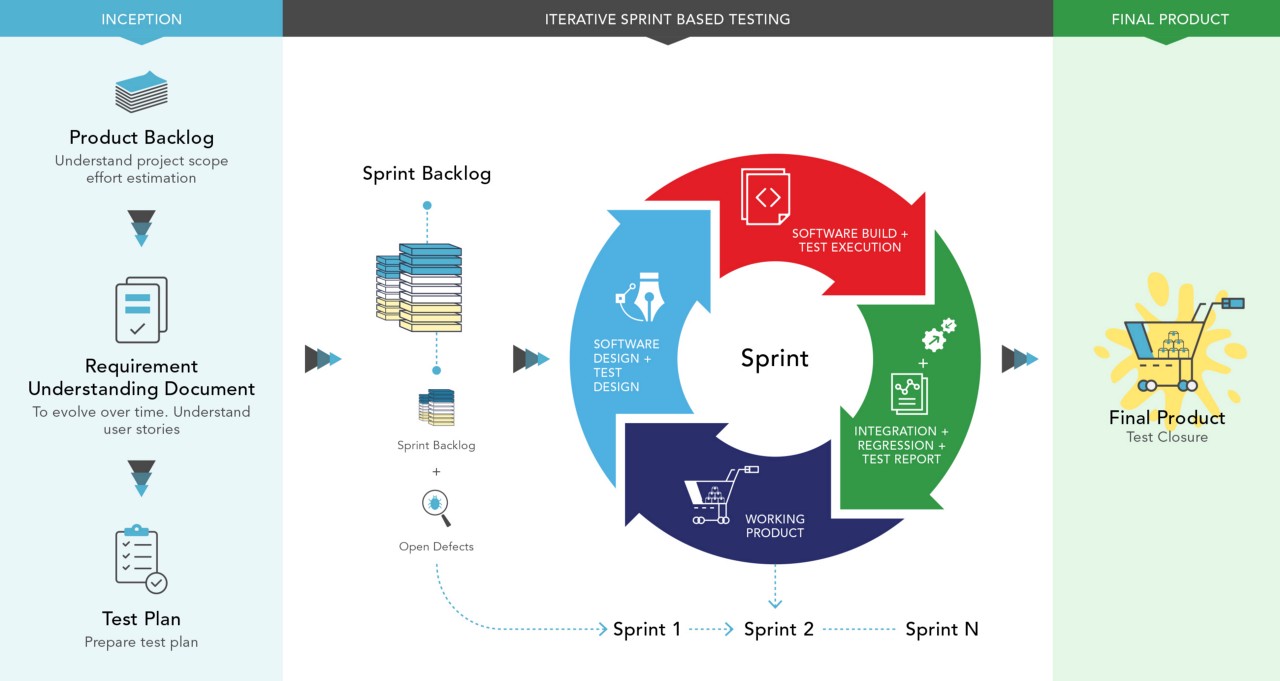 INCEPTION
ITERATIVE SPRINT BASED TESTING
FINAL PRODUCT
Product Backlog
Understand project scope
effort estimation
Requirement
Understanding Document
To evolve over time. Understand
user stories
Test Plan
Prepare test plan
Sprint Backlog
Sprint Backlog
+
Open Defects
SOFTWARE BUILD +
TEST EXECUTION
SOFTWARE
DESIGN +
TEST
DESIGN
Sprint
+
INTEGRATION +
REGRESSION +
TEST REPORT
WORKING
PRODUCT
Sprint 1
Sprint 2
Sprint N
Final Product
Test Closure